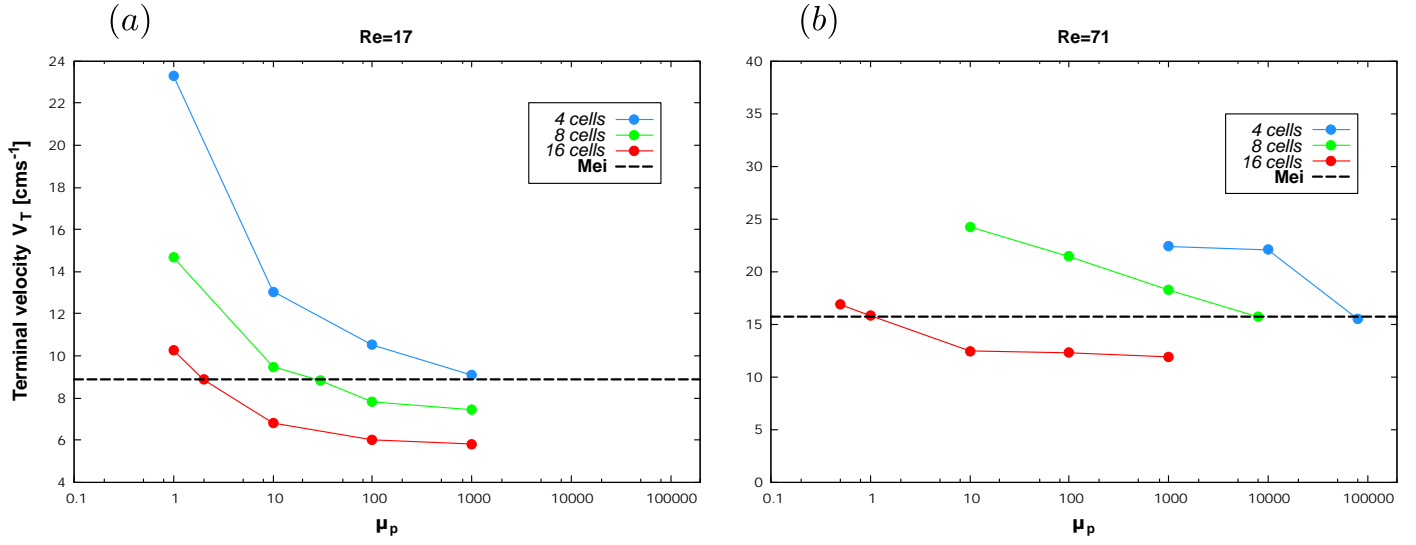 (a)
Re=17
Terminal velocity V_T [cms⁻¹]
24
22
20
18
16
14
12
10
8
6
4
0.1 1 10 100 1000 10000 100000
μ_p
4 cells
8 cells
16 cells
Mei
(b)
Re=71
40
35
30
25
20
15
10
5
0
0.1 1 10 100 1000 10000 100000
μ_p
4 cells
8 cells
16 cells
Mei